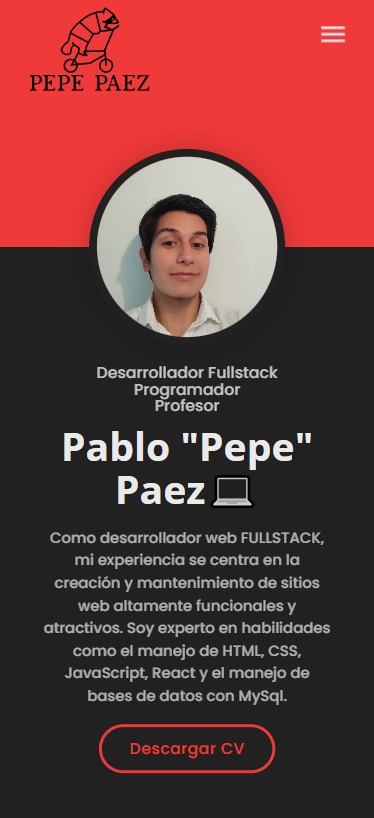 PEPE PAEZ
Desarrollador Fullstack
Programador
Profesor
Pablo "Pepe"
Paez
Como desarrollador web FULLSTACK,
mi experiencia se centra en la
creación y mantenimiento de sitios
web altamente funcionales y
atractivos. Soy experto en habilidades
como el manejo de HTML, CSS,
JavaScript, React y el manejo de
bases de datos con MySql.
Descargar CV